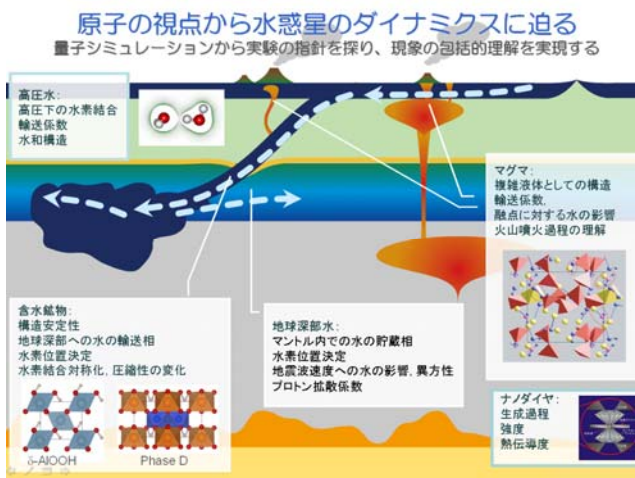 原子の視点から水惑星のダイナミクスに迫る
量子シミュレーションから実験の指針を探り、現象の包括的理解を実現する
高圧水:
高圧下の水素結合
輸送係数
水和構造
マグマ:
複雑液体としての構造
輸送係数,
融点に対する水の影響
火山噴火過程の理解
含水鉱物:
構造安定性
地球深部への水の輸送相
水素位置決定
水素結合対称化, 圧縮性の変化
δ-AlOOH
Phase D
地球深部水:
マントル内での水の貯蔵相
水素位置決定
地震波速度への水の影響, 異方性
プロトン拡散係数
ナノダイヤ:
生成過程
強度
熱伝導度